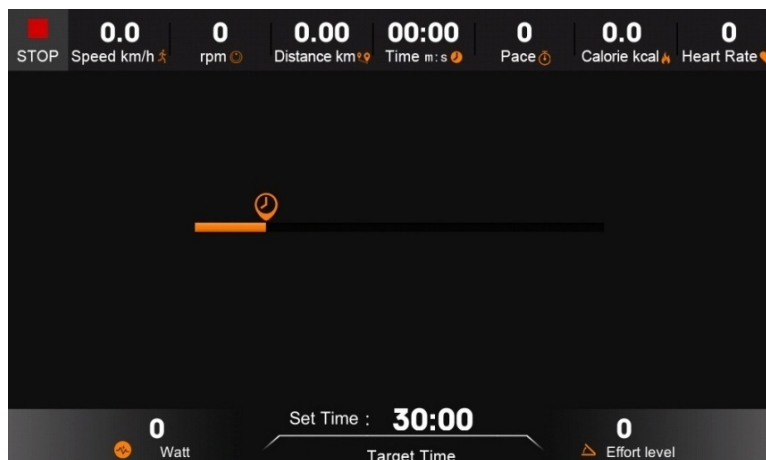 0.0 0 0.00 00:00 0 0.0 0
STOP Speed km/h rpm Distance km Time m:s Pace Calorie kcal Heart Rate
Set Time : 30:00
0 0
Watt Target Time Effort level